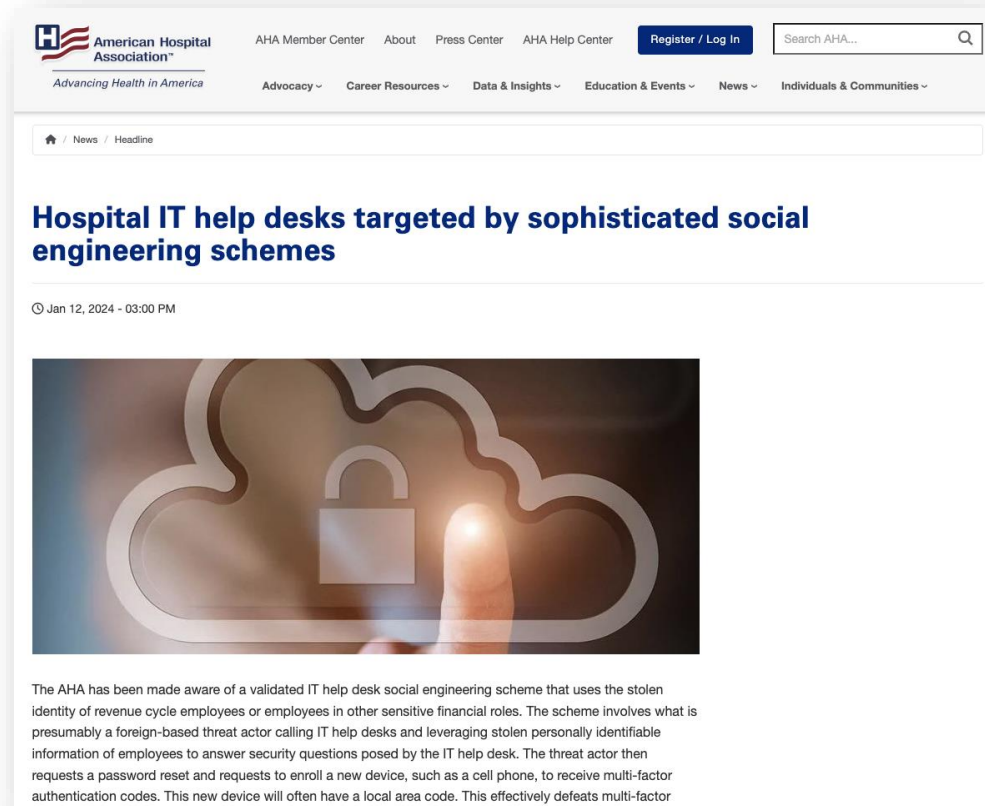 American Hospital
Association™
Advancing Health in America
AHA Member Center About Press Center AHA Help Center Register / Log In Search AHA...
Advocacy Career Resources Data & Insights Education & Events News Individuals & Communities
/ News / Headline
Hospital IT help desks targeted by sophisticated social
engineering schemes
Jan 12, 2024 - 03:00 PM
The AHA has been made aware of a validated IT help desk social engineering scheme that uses the stolen
identity of revenue cycle employees or employees in other sensitive financial roles. The scheme involves what is
presumably a foreign-based threat actor calling IT help desks and leveraging stolen personally identifiable
information of employees to answer security questions posed by the IT help desk. The threat actor then
requests a password reset and requests to enroll a new device, such as a cell phone, to receive multi-factor
authentication codes. This new device will often have a local area code. This effectively defeats multi-factor